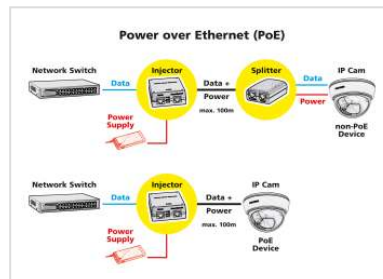 Power over Ethernet (PoE)
Network Switch
Injector
Splitter
IP Cam
Data
Data +
Power
max. 100m
Data
Power
Power
Supply
non-PoE
Device
Network Switch
Injector
IP Cam
Data
Data +
Power
max. 100m
Power
Supply
PoE
Device